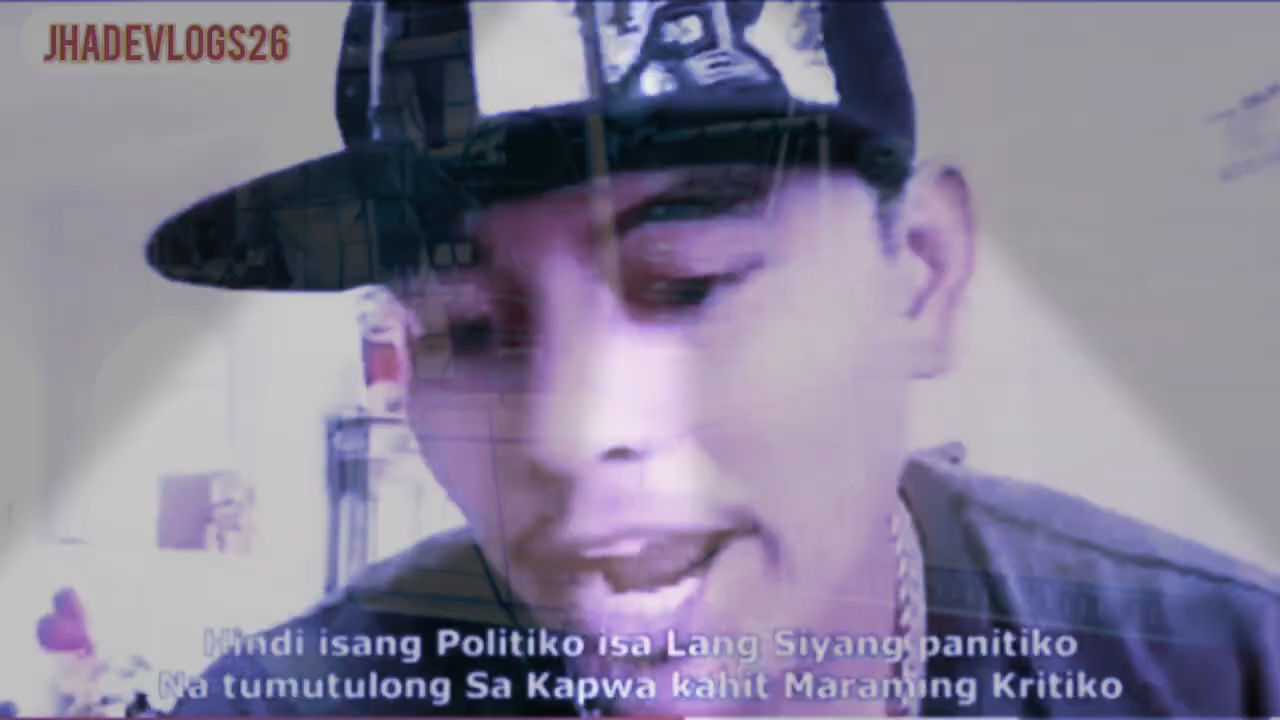 JHADEVLOGS26
Hindi isang Politiko isa Lang Siyang panitiko
Na tumutulong Sa Kapwa kahit Maraming Kritiko